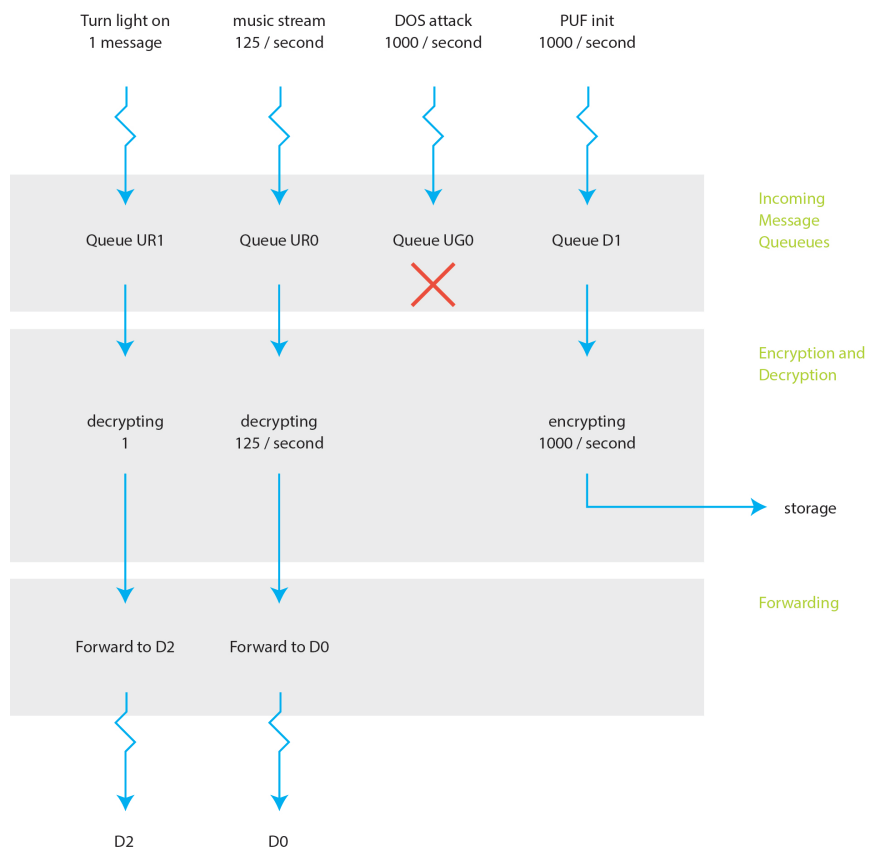 Turn light on
1 message
music stream
125 / second
DOS attack
1000 / second
PUF init
1000 / second
Incoming
Message
Queueues
Queue UR1
Queue UR0
Queue UG0
Queue D1
Encryption and
Decryption
decrypting
1
decrypting
125 / second
encrypting
1000 / second
storage
Forwarding
Forward to D2
Forward to D0
D2
D0